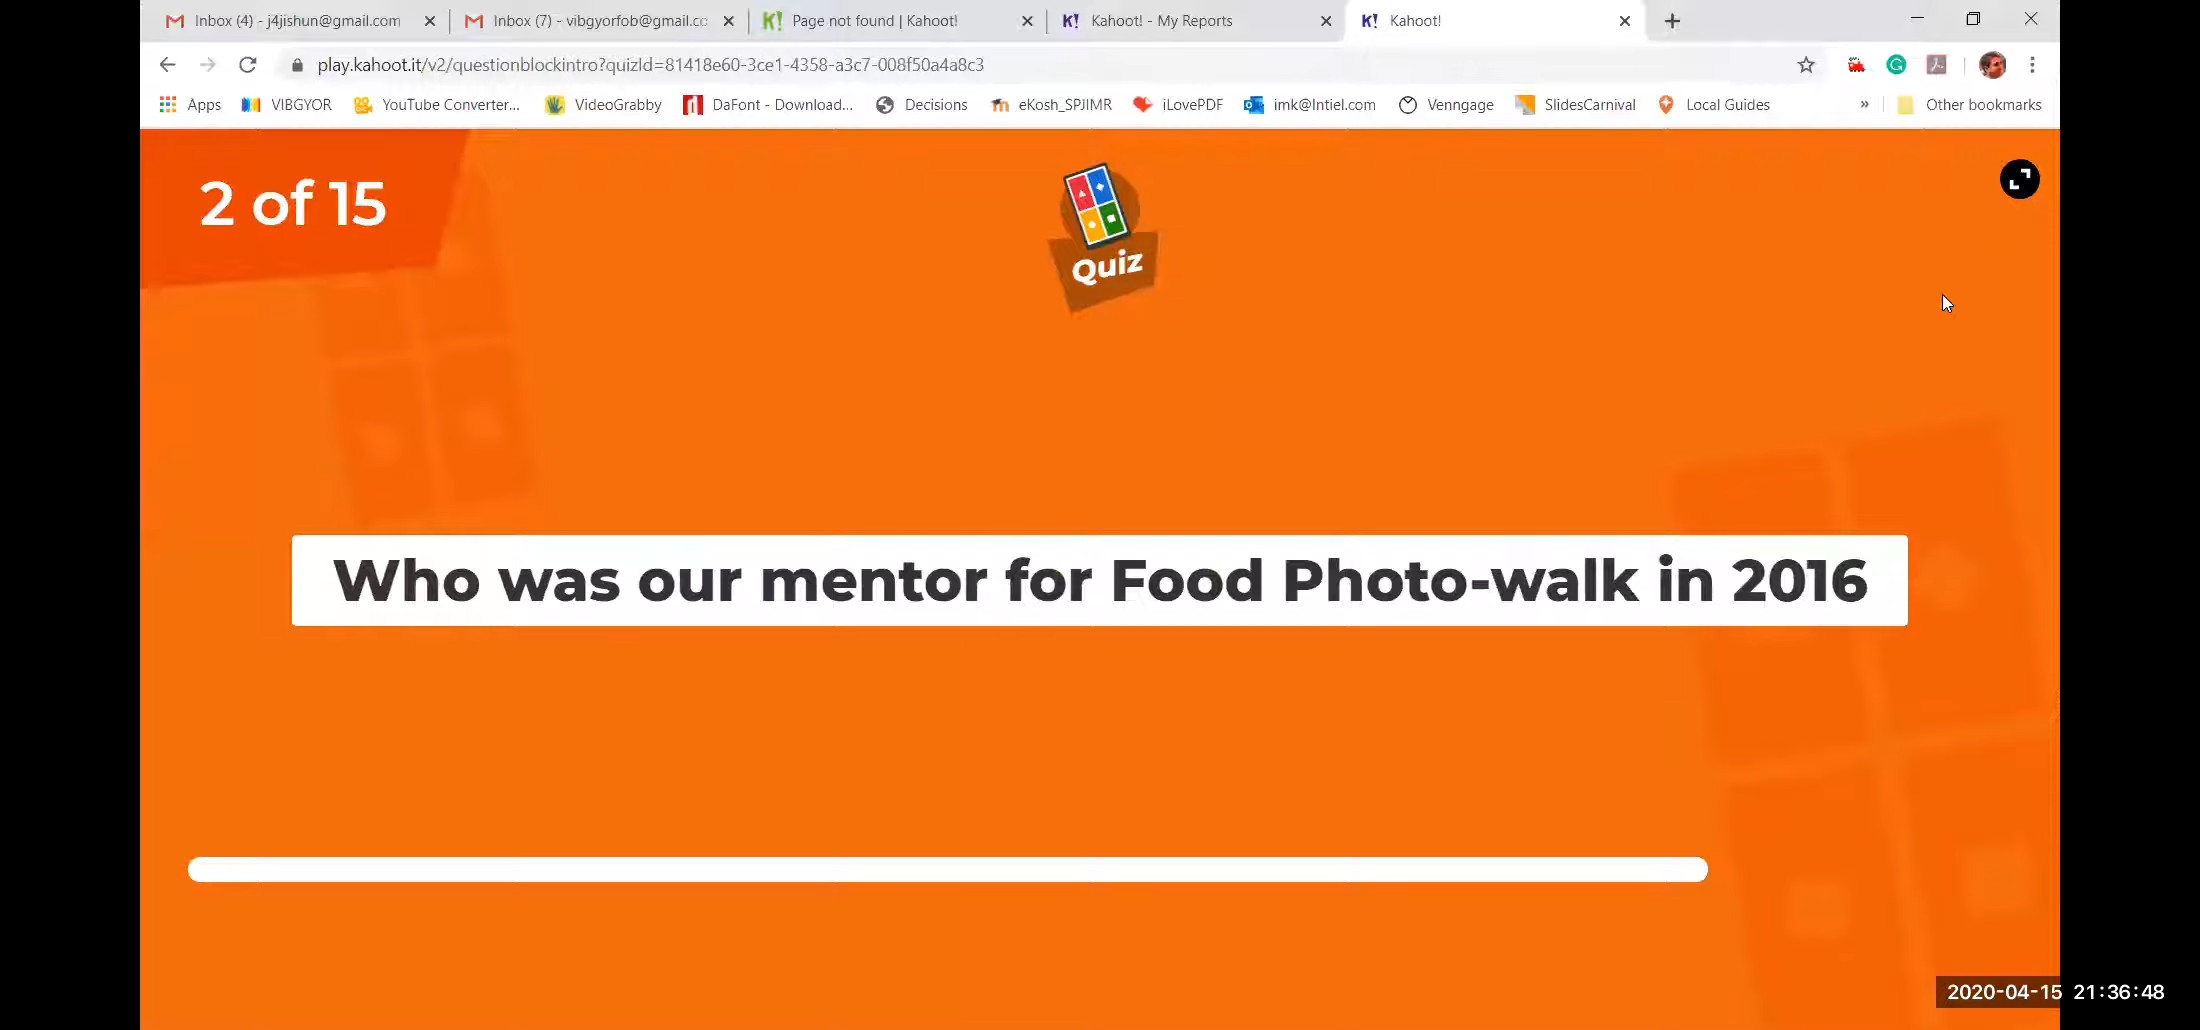 Inbox (4) - j4jishun@gmail.com
Inbox (7) - vibgyorfob@gmail.co
K! Page not found | Kahoot!
K! Kahoot! - My Reports
K! Kahoot!
play.kahoot.it/v2/questionblockintro?quizId=81418e60-3ce1-4358-a3c7-008f50a4a8c3
Apps VIBGYOR YouTube Converter... VideoGrabby DaFont - Download... Decisions eKosh_SPJIMR iLovePDF imk@Intiel.com Venngage SlidesCarnival Local Guides » Other bookmarks
2 of 15
Quiz
Who was our mentor for Food Photo-walk in 2016
2020-04-15 21:36:48